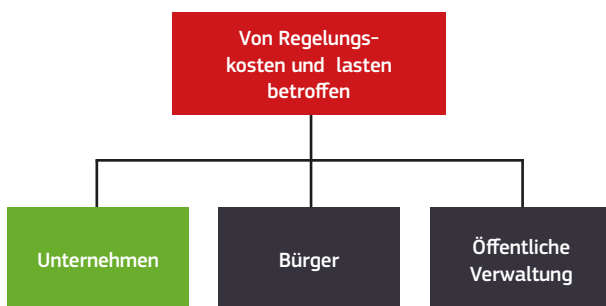 Von Regelungs-
kosten und  lasten
betroffen
Unternehmen
Bürger
Öffentliche
Verwaltung